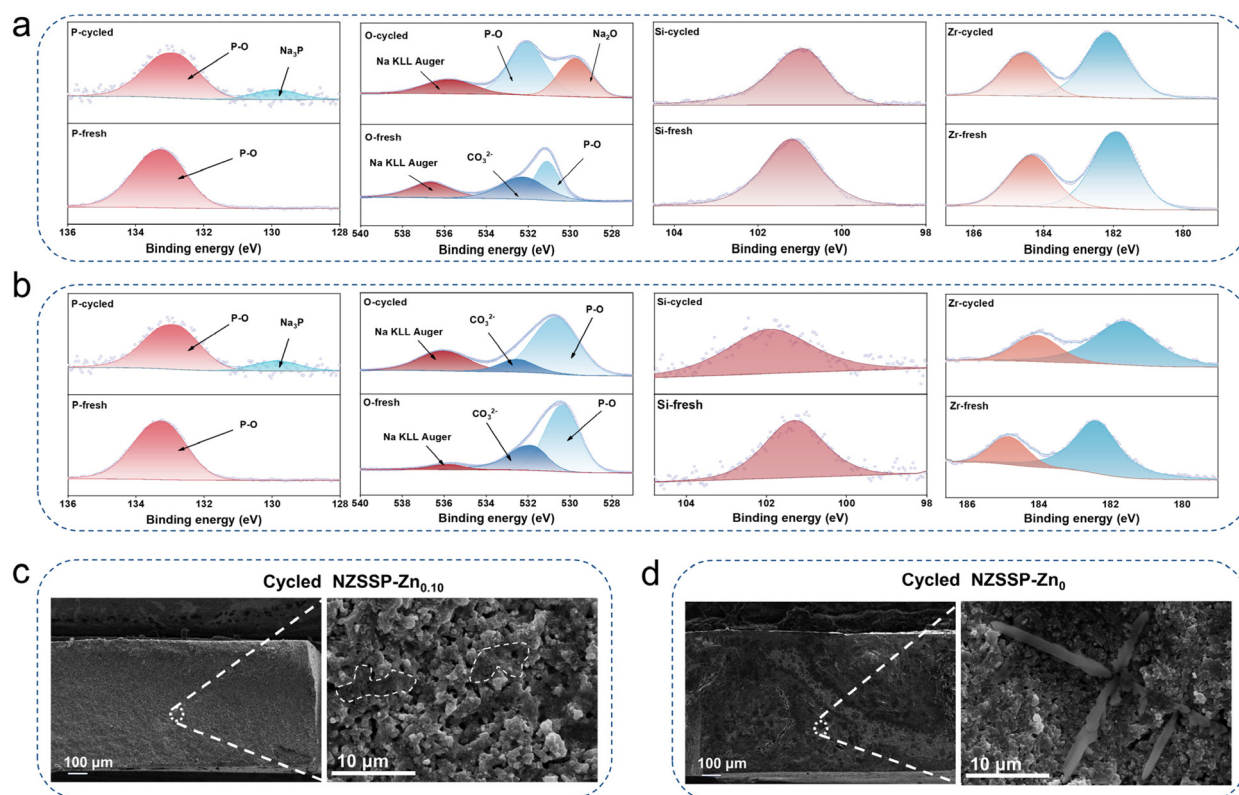 a
P-cycled
P-O
Na₃P
P-fresh
P-O
136 134 132 130 128
Binding energy (eV)
O-cycled
Na KLL Auger
P-O
Na₂O
O-fresh
Na KLL Auger
CO₃²⁻
P-O
540 538 536 534 532 530 528
Binding energy (eV)
Si-cycled
Si-fresh
104 102 100 98
Binding energy (eV)
Zr-cycled
Zr-fresh
186 184 182 180
Binding energy (eV)
b
P-cycled
P-O
Na₃P
P-fresh
P-O
136 134 132 130 128
Binding energy (eV)
O-cycled
Na KLL Auger
CO₃²⁻
P-O
O-fresh
Na KLL Auger
CO₃²⁻
P-O
540 538 536 534 532 530 528
Binding energy (eV)
Si-cycled
Si-fresh
104 102 100 98
Binding energy (eV)
Zr-cycled
Zr-fresh
186 184 182 180
Binding energy (eV)
c
Cycled NZSSP-Zn₀.₁₀
100 μm
10 μm
d
Cycled NZSSP-Zn₀
100 μm
10 μm